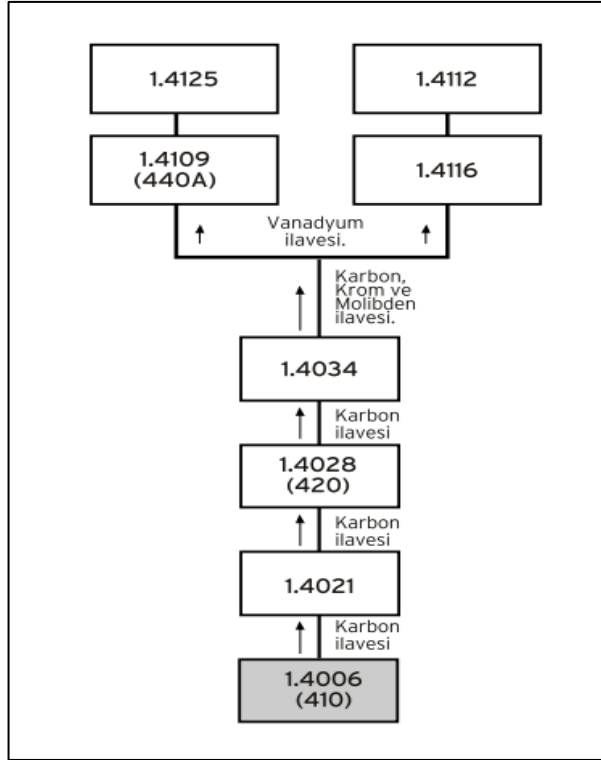 1.4125
1.4112
1.4109
(440A)
1.4116
Vanadyum
ilavesi.
Karbon,
Krom ve
Molibden
ilavesi.
1.4034
Karbon
ilavesi
1.4028
(420)
Karbon
ilavesi
1.4021
Karbon
ilavesi
1.4006
(410)